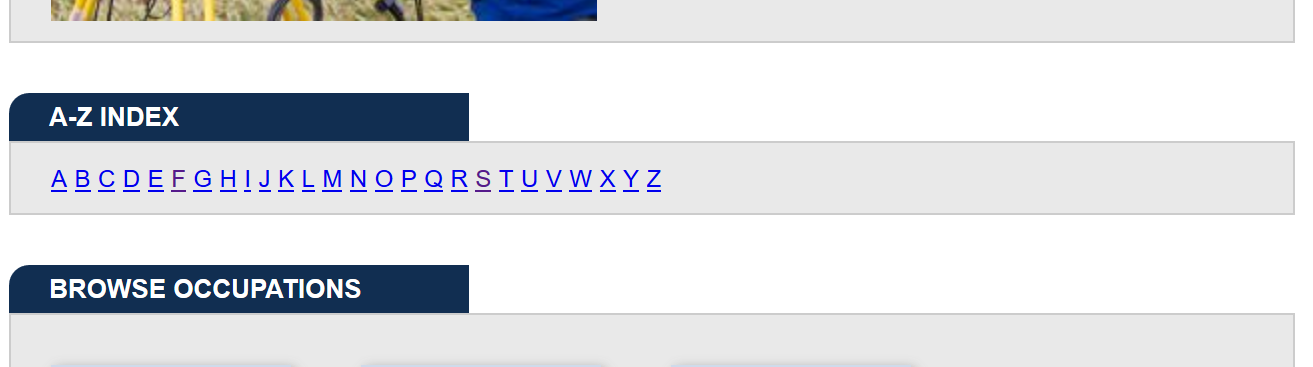 A-Z INDEX
A B C D E F G H I J K L M N O P Q R S T U V W X Y Z
BROWSE OCCUPATIONS